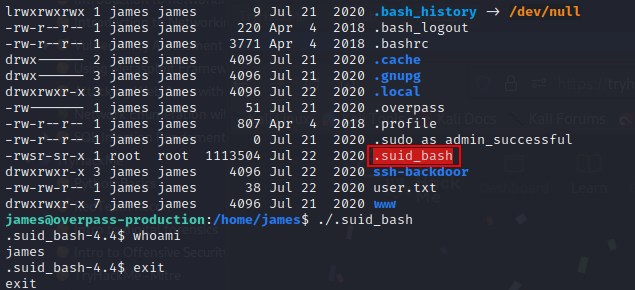 lrwxrwxrwx 1 james james 9 Jul 21 2020 .bash_history → /dev/null
-rw-r--r-- 1 james james 220 Apr 4 2018 .bash_logout
-rw-r--r-- 1 james james 3771 Apr 4 2018 .bashrc
drwx------ 2 james james 4096 Jul 21 2020 .cache
drwx------ 3 james james 4096 Jul 21 2020 .gnupg
drwxrwxr-x 3 james james 4096 Jul 22 2020 .local
-rw------- 1 james james 51 Jul 21 2020 .overpass
-rw-r--r-- 1 james james 807 Apr 4 2018 .profile
-rw-r--r-- 1 james james 0 Jul 21 2020 .sudo_as_admin_successful
-rwsr-sr-x 1 root root 1113504 Jul 22 2020 .suid_bash
drwxrwxr-x 3 james james 4096 Jul 22 2020 ssh-backdoor
-rw-rw-r-- 1 james james 38 Jul 22 2020 user.txt
drwxrwxr-x 7 james james 4096 Jul 21 2020 www
james@overpass-production:/home/james$ ./.suid_bash
.suid_bash-4.4$ whoami
james
.suid_bash-4.4$ exit
exit